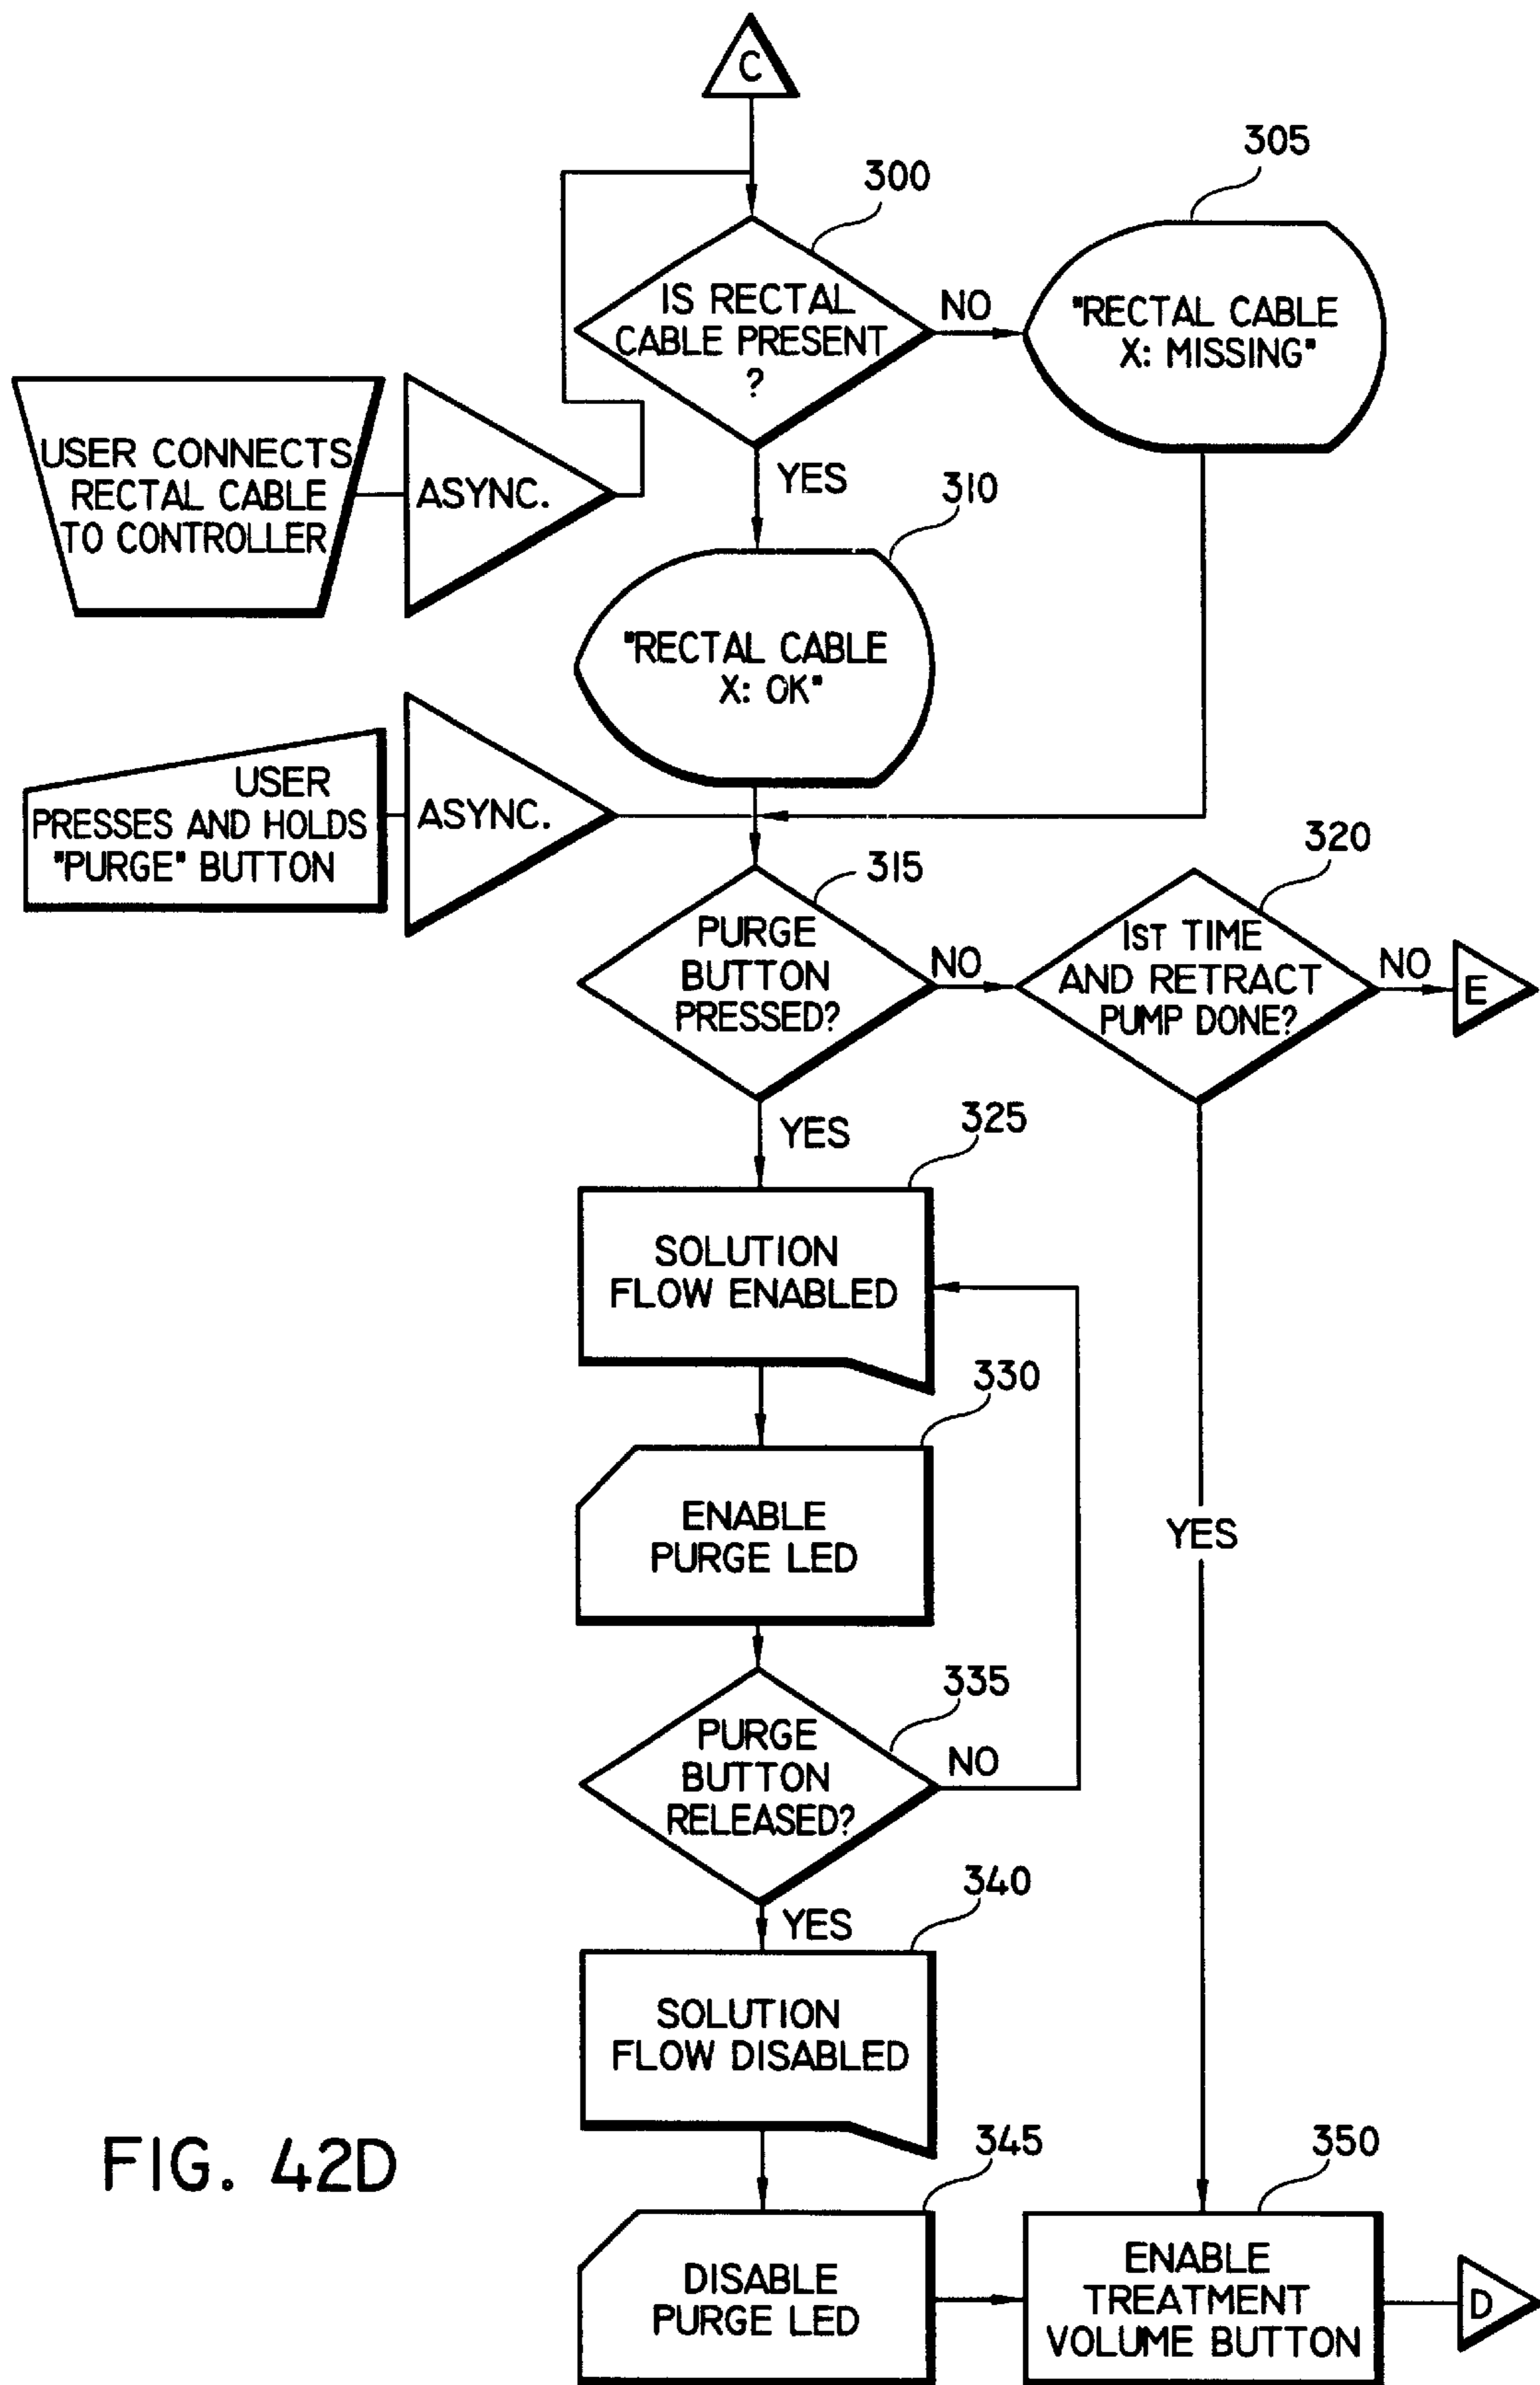 C
300
305
IS RECTAL
CABLE PRESENT
?
NO
"RECTAL CABLE
X: MISSING"
YES
USER CONNECTS
RECTAL CABLE
TO CONTROLLER
ASYNC.
310
"RECTAL CABLE
X: OK"
USER
PRESSES AND HOLDS
"PURGE" BUTTON
ASYNC.
315
PURGE
BUTTON
PRESSED?
NO
320
1ST TIME
AND RETRACT
PUMP DONE?
NO
E
YES
325
SOLUTION
FLOW ENABLED
330
ENABLE
PURGE LED
YES
335
PURGE
BUTTON
RELEASED?
NO
YES
340
SOLUTION
FLOW DISABLED
345
DISABLE
PURGE LED
350
ENABLE
TREATMENT
VOLUME BUTTON
D
FIG. 42D